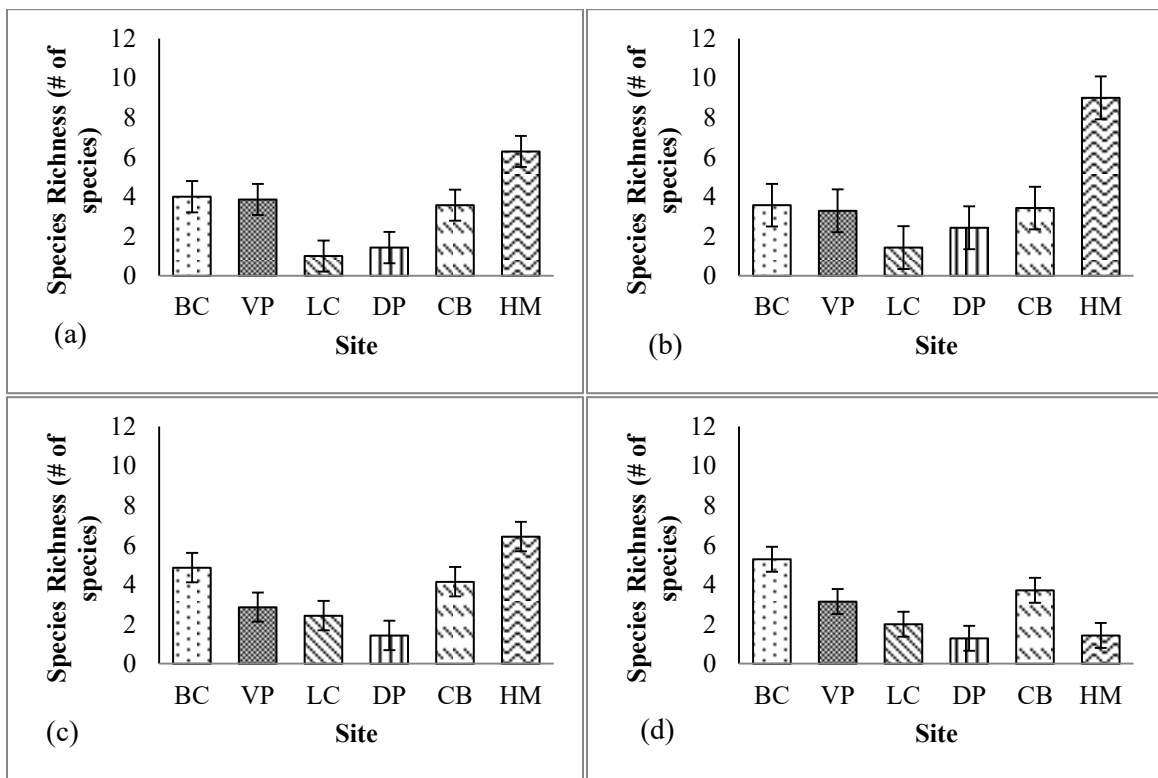 Species Richness (# of
species)
12
10
8
6
4
2
0
BC VP LC DP CB HM
Site
(a)
Species Richness (# of
species)
12
10
8
6
4
2
0
BC VP LC DP CB HM
Site
(b)
Species Richness (# of
species)
12
10
8
6
4
2
0
BC VP LC DP CB HM
Site
(c)
Species Richness (# of
species)
12
10
8
6
4
2
0
BC VP LC DP CB HM
Site
(d)